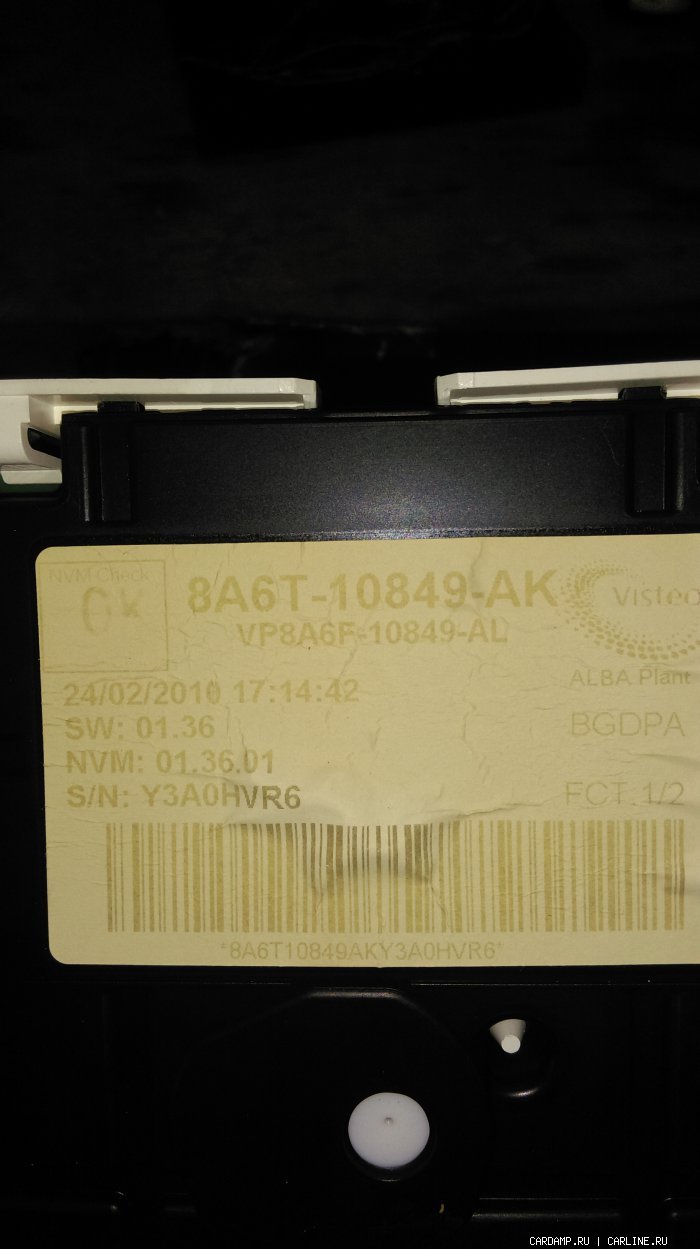 NVM Check
OK
8A6T-10849-AK
VP8A6F-10849-AL
Visteo
ALBA Plant
24/02/2010 17:14:42
SW: 01.36
BGDPA
NVM: 01.36.01
S/N: Y3A0HVR6
FCT 1/2
*8A6T10849AKY3A0HVR6*
CARDAMP.RU | CARLINE.RU